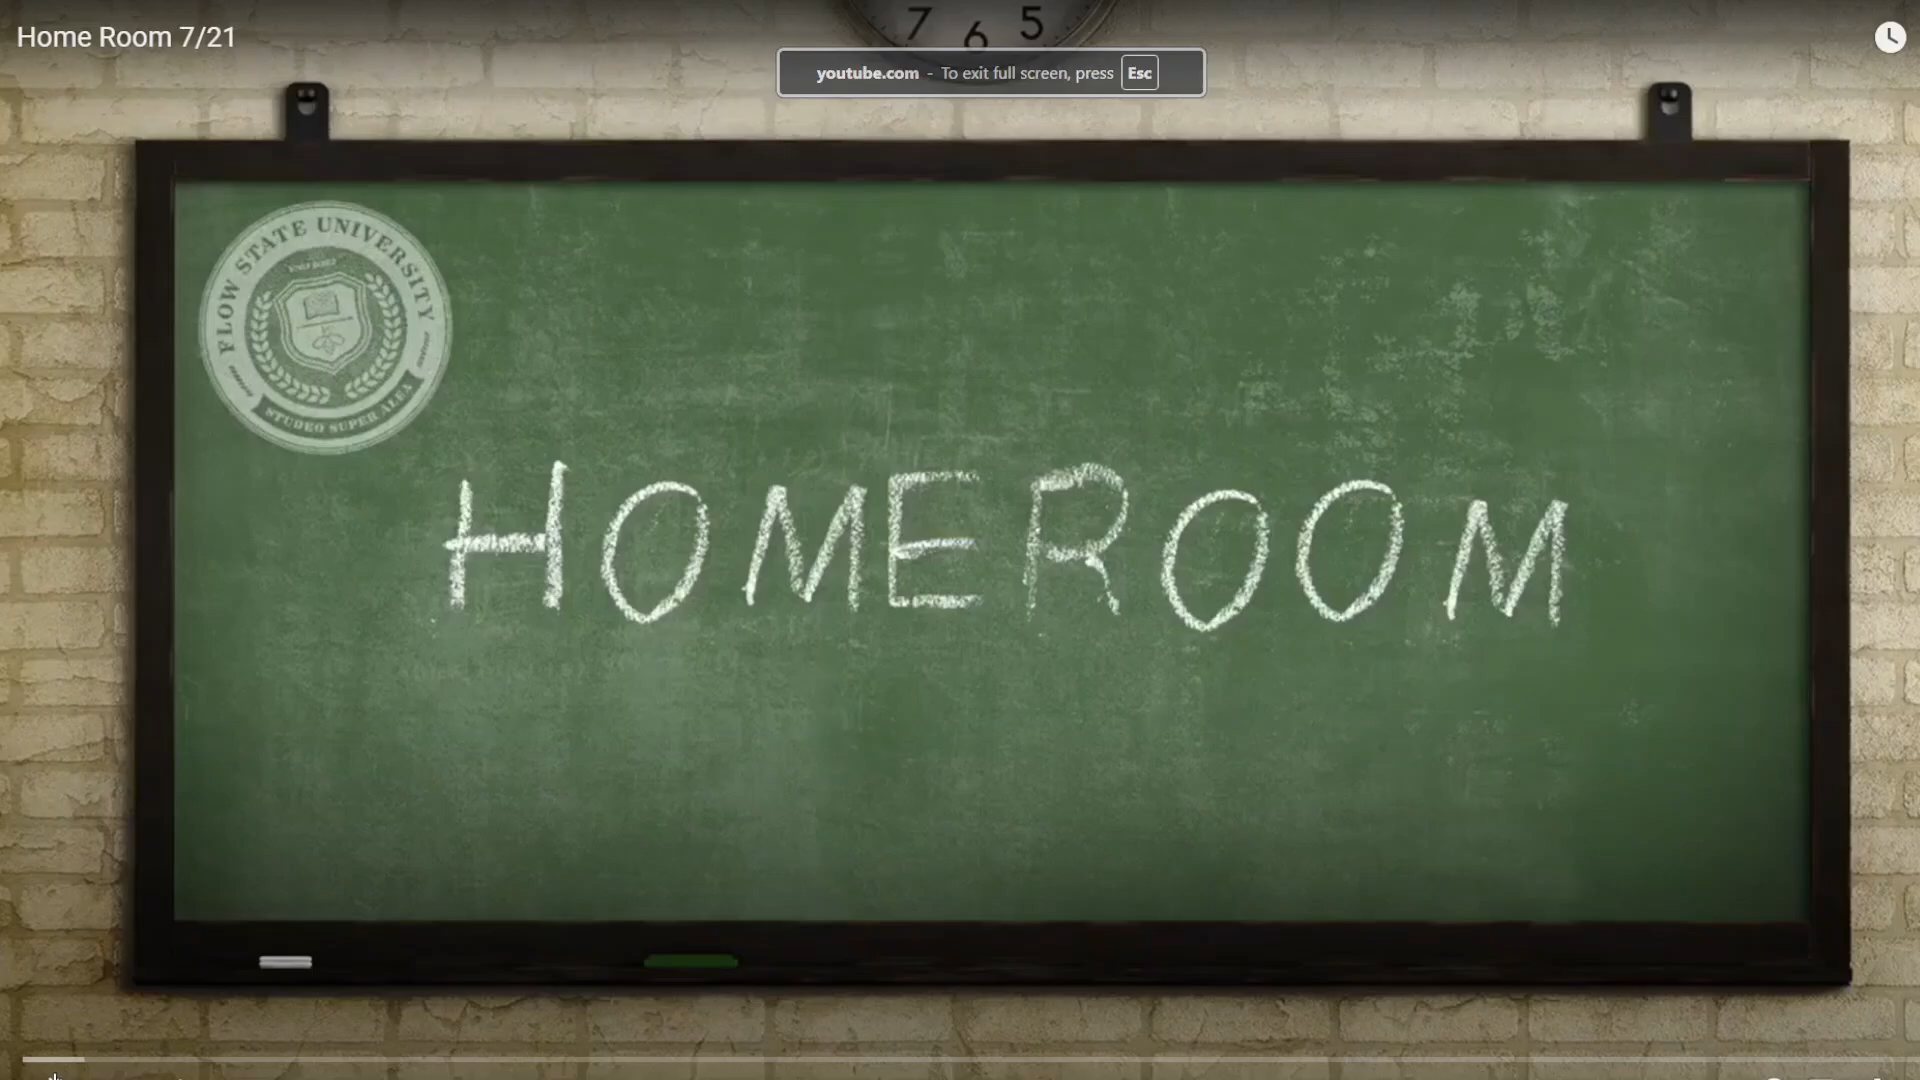 Home Room 7/21
7 6 5
youtube.com - To exit full screen, press Esc
FLOW STATE UNIVERSITY
STUDEO SUPER ALEA
HOMEROOM